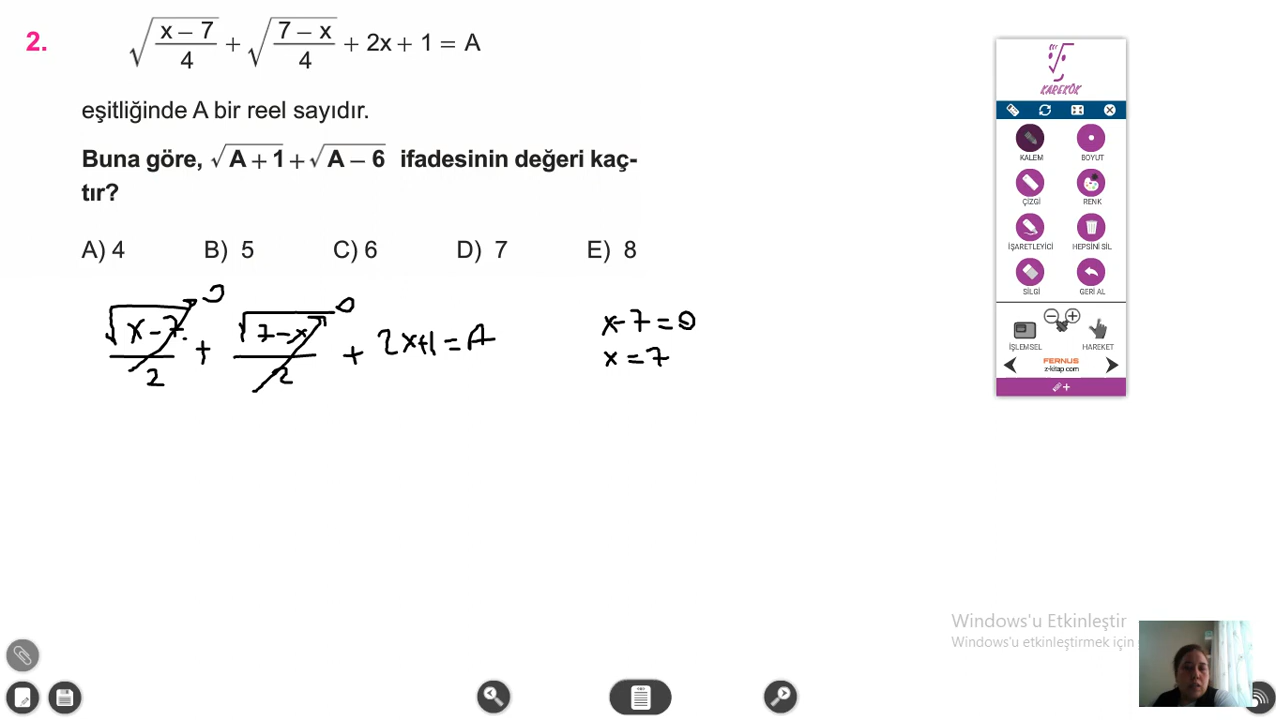 2. √(x − 7)/4 + √(7 − x)/4 + 2x + 1 = A
eşitliğinde A bir reel sayıdır.
Buna göre, √A + 1 + √A − 6 ifadesinin değeri kaç-
tır?
A) 4 B) 5 C) 6 D) 7 E) 8
√x − 7/2 0 + √7 − x/2 0 + 2x+1 = A
x-7 = 0
x = 7
KAREKÖK
KALEM BOYUT
ÇİZGİ RENK
İŞARETLEYİCİ HEPSİNİ SİL
SİLGİ GERİ AL
İŞLEMSEL HAREKET
FERNUS
z-kitap.com
Windows'u Etkinleştir
Windows'u etkinleştirmek için